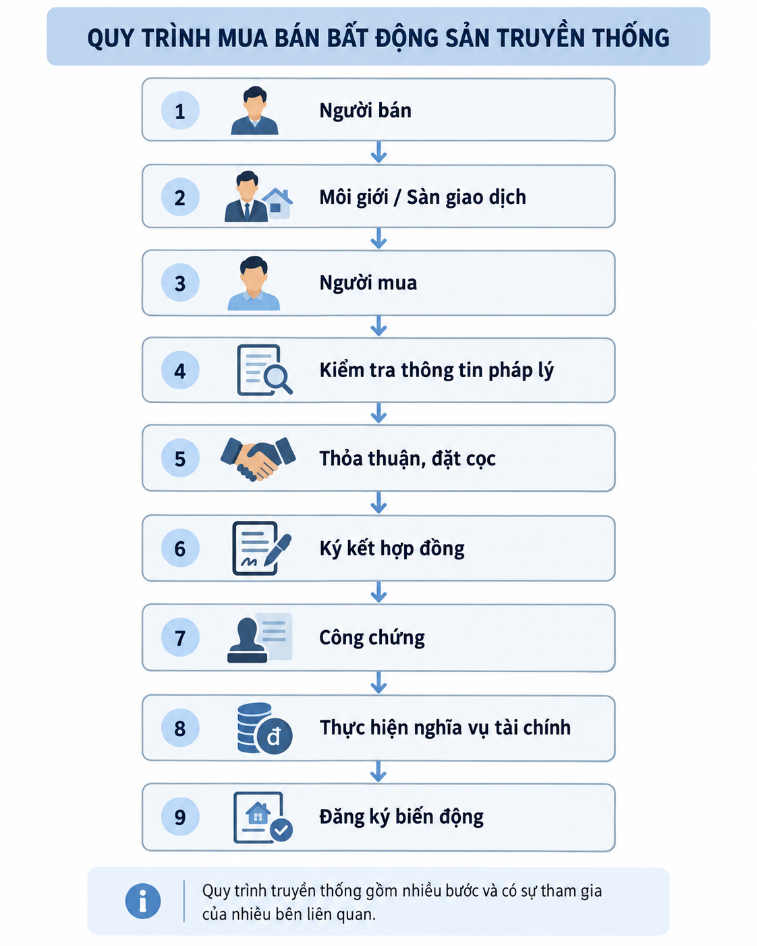 QUY TRÌNH MUA BÁN BẤT ĐỘNG SẢN TRUYỀN THỐNG
1 Người bán
2 Môi giới / Sàn giao dịch
3 Người mua
4 Kiểm tra thông tin pháp lý
5 Thỏa thuận, đặt cọc
6 Ký kết hợp đồng
7 Công chứng
8 đ Thực hiện nghĩa vụ tài chính
9 Đăng ký biến động
i Quy trình truyền thống gồm nhiều bước và có sự tham gia
của nhiều bên liên quan.